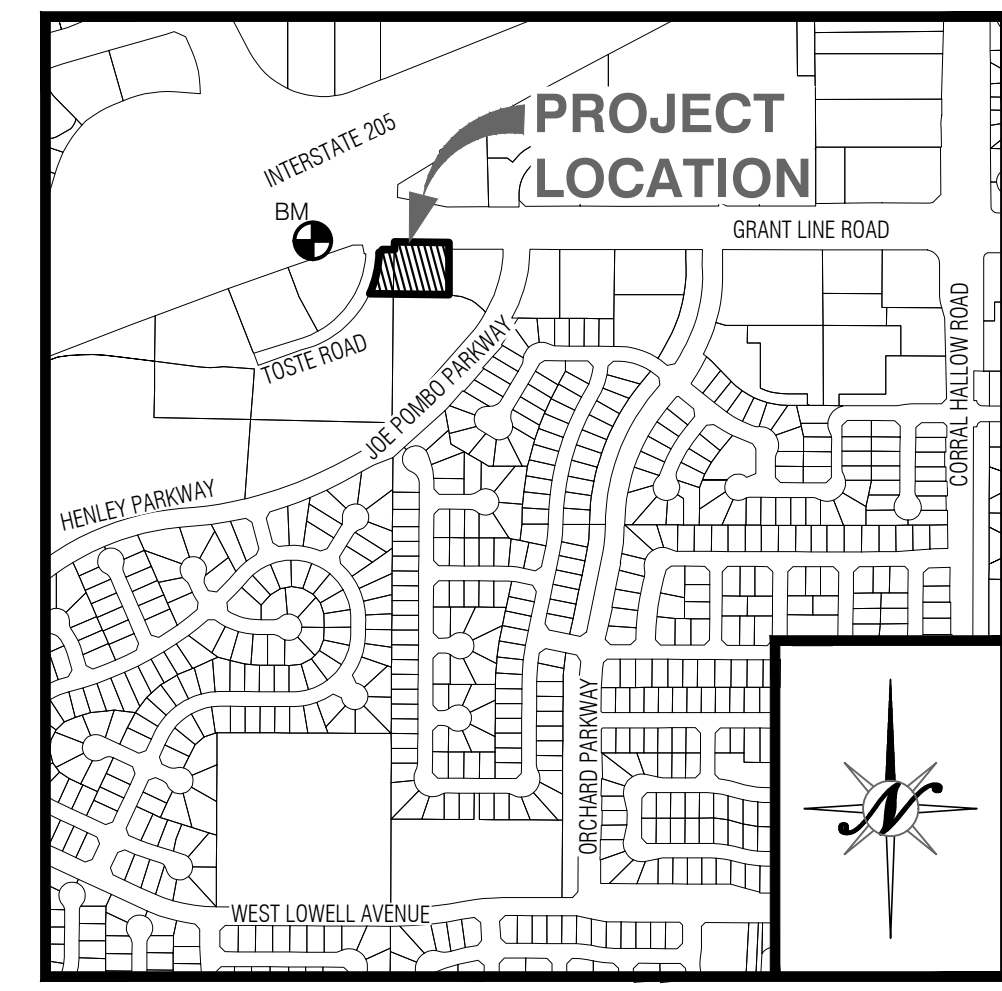 INTERSTATE 205
PROJECT
LOCATION
BM
GRANT LINE ROAD
TOSTE ROAD
JOE POMBO PARKWAY
CORRAL HALLOW ROAD
HENLEY PARKWAY
ORCHARD PARKWAY
WEST LOWELL AVENUE
N